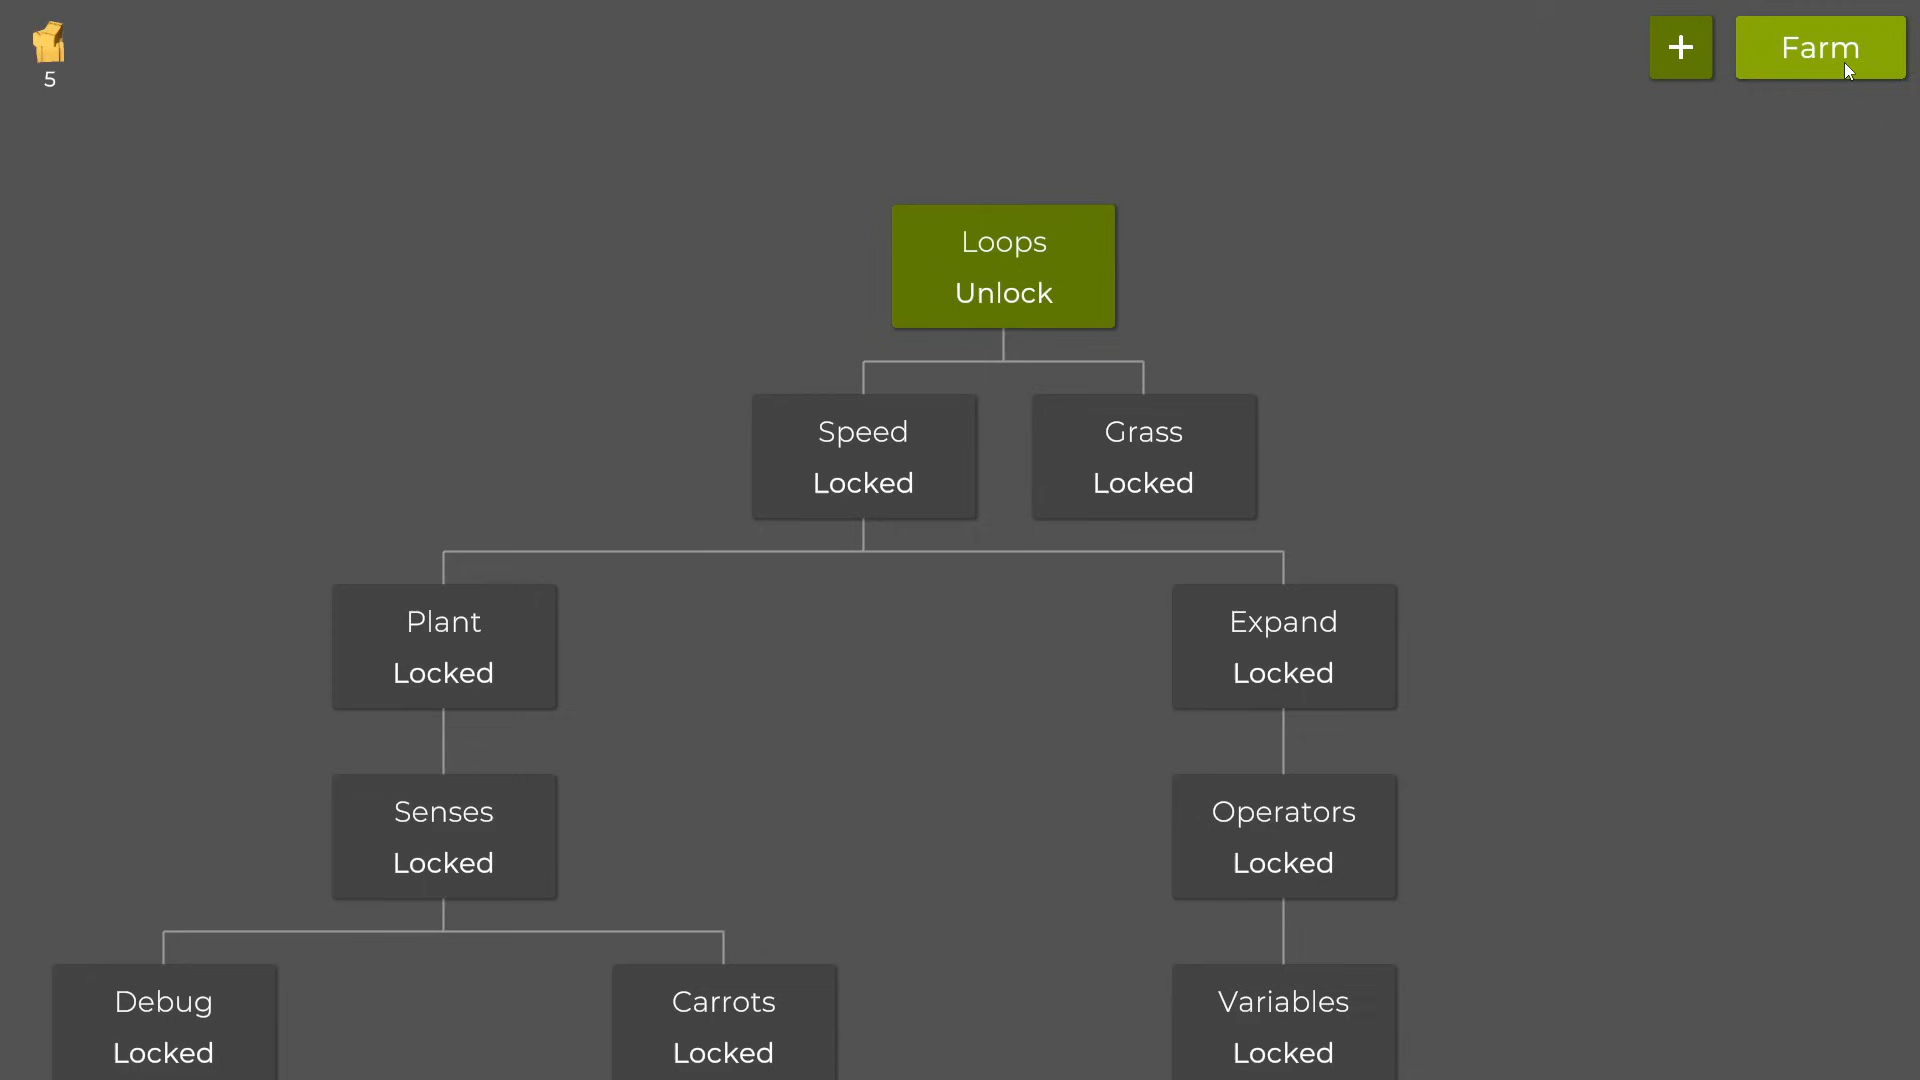 5
+
Farm
Loops
Unlock
Speed
Locked
Grass
Locked
Plant
Locked
Expand
Locked
Senses
Locked
Operators
Locked
Debug
Locked
Carrots
Locked
Variables
Locked